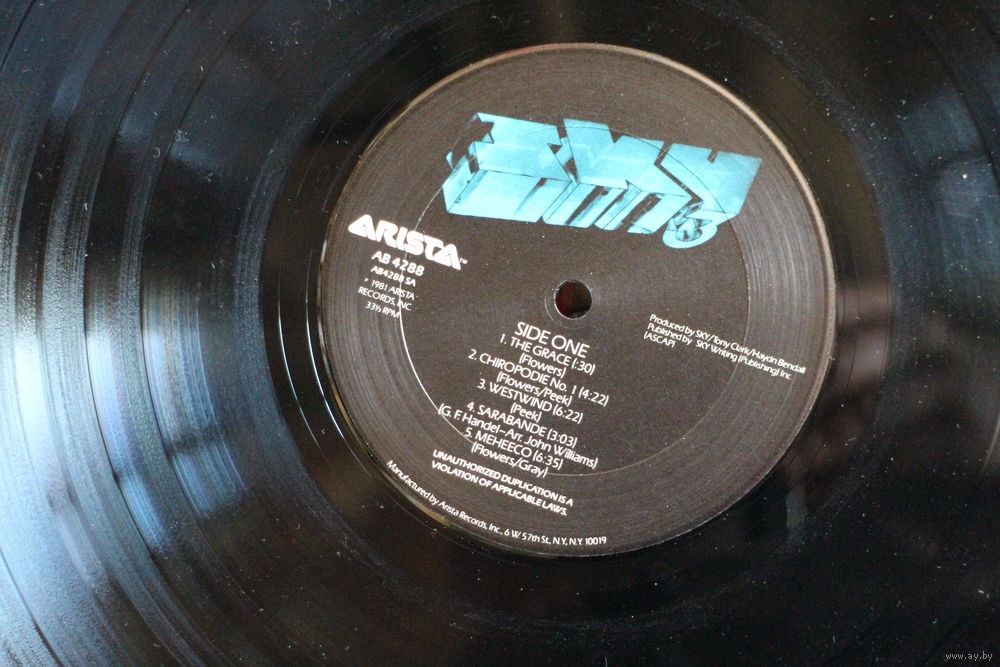 SKY 3
ARISTA™
AB 4288
AB4288 SA
℗ 1981 ARISTA
RECORDS, INC.
33⅓ RPM
Produced by SKY/Tony Clark/Haydn Bendall
Published by SKY Writing (Publishing) Inc
(ASCAP)
SIDE ONE
1. THE GRACE (:30)
(Flowers)
2. CHIROPODIE No. 1 (4:22)
(Flowers/Peek)
3. WESTWIND (6:22)
(Peek)
4. SARABANDE (3:03)
(G. F. Handel-Arr. John Williams)
5. MEHEECO (6:35)
(Flowers/Gray)
UNAUTHORIZED DUPLICATION IS A
VIOLATION OF APPLICABLE LAWS.
Manufactured by Arista Records, Inc., 6 W. 57th St., N.Y., N.Y. 10019
www.ay.by